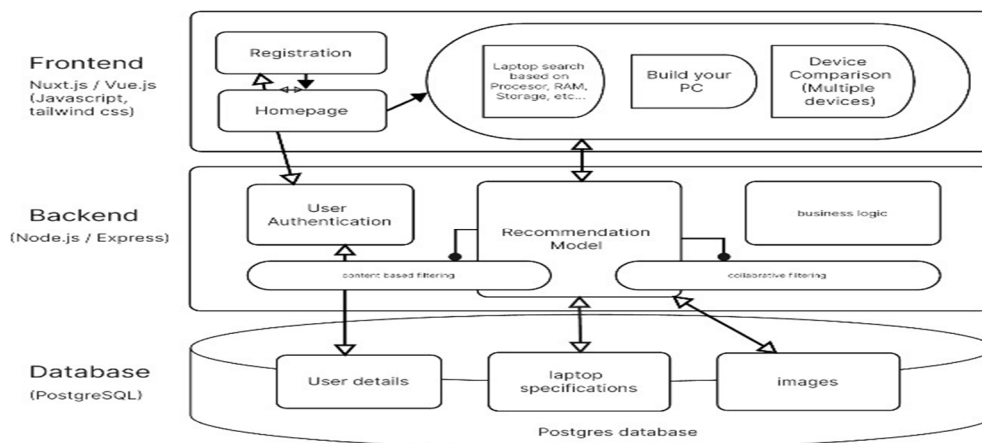 Frontend
Nuxt.js / Vue.js
(Javascript,
tailwind css)
Registration
Homepage
Laptop search
based on
Procesor, RAM,
Storage, etc...
Build your
PC
Device
Comparison
(Multiple
devices)
Backend
(Node.js / Express)
User
Authentication
Recommendation
Model
business logic
content based filtering
collabrative filtering
Database
(PostgreSQL)
User details
laptop
specifications
images
Postgres database